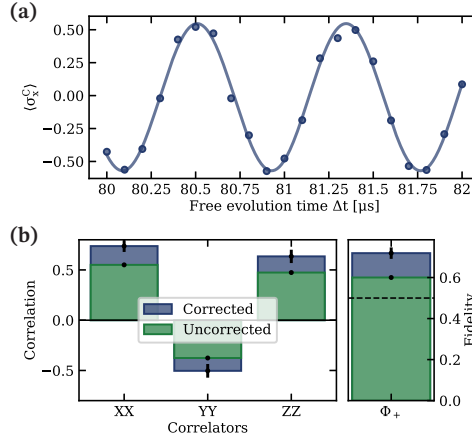 (a)
⟨σ_x^C⟩
0.50
0.25
0.00
−0.25
−0.50
80 80.25 80.5 80.75 81 81.25 81.5 81.75 82
Free evolution time Δt [μs]
(b)
Correlation
0.5
0.0
−0.5
Corrected
Uncorrected
XX YY ZZ
Correlators
Fidelity
0.6
0.4
0.2
0.0
Φ₊